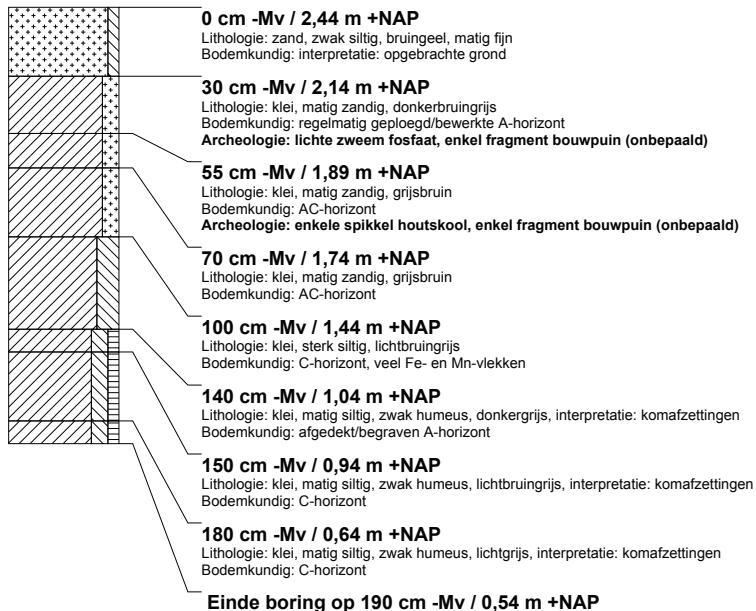 0 cm -Mv / 2,44 m +NAP
Lithologie: zand, zwak siltig, bruingeel, matig fijn
Bodemkundig: interpretatie: opgebrachte grond
30 cm -Mv / 2,14 m +NAP
Lithologie: klei, matig zandig, donkerbruingrijs
Bodemkundig: regelmatig geploegd/bewerkte A-horizont
Archeologie: lichte zweem fosfaat, enkel fragment bouwpuin (onbepaald)
55 cm -Mv / 1,89 m +NAP
Lithologie: klei, matig zandig, grijsbruin
Bodemkundig: AC-horizont
Archeologie: enkele spikkel houtskool, enkel fragment bouwpuin (onbepaald)
70 cm -Mv / 1,74 m +NAP
Lithologie: klei, matig zandig, grijsbruin
Bodemkundig: AC-horizont
100 cm -Mv / 1,44 m +NAP
Lithologie: klei, sterk siltig, lichtbruingrijs
Bodemkundig: C-horizont, veel Fe- en Mn-vlekken
140 cm -Mv / 1,04 m +NAP
Lithologie: klei, matig siltig, zwak humeus, donkergrijs, interpretatie: komafzettingen
Bodemkundig: afgedekt/begraven A-horizont
150 cm -Mv / 0,94 m +NAP
Lithologie: klei, matig siltig, zwak humeus, lichtbruingrijs, interpretatie: komafzettingen
Bodemkundig: C-horizont
180 cm -Mv / 0,64 m +NAP
Lithologie: klei, matig siltig, zwak humeus, lichtgrijs, interpretatie: komafzettingen
Bodemkundig: C-horizont
Einde boring op 190 cm -Mv / 0,54 m +NAP